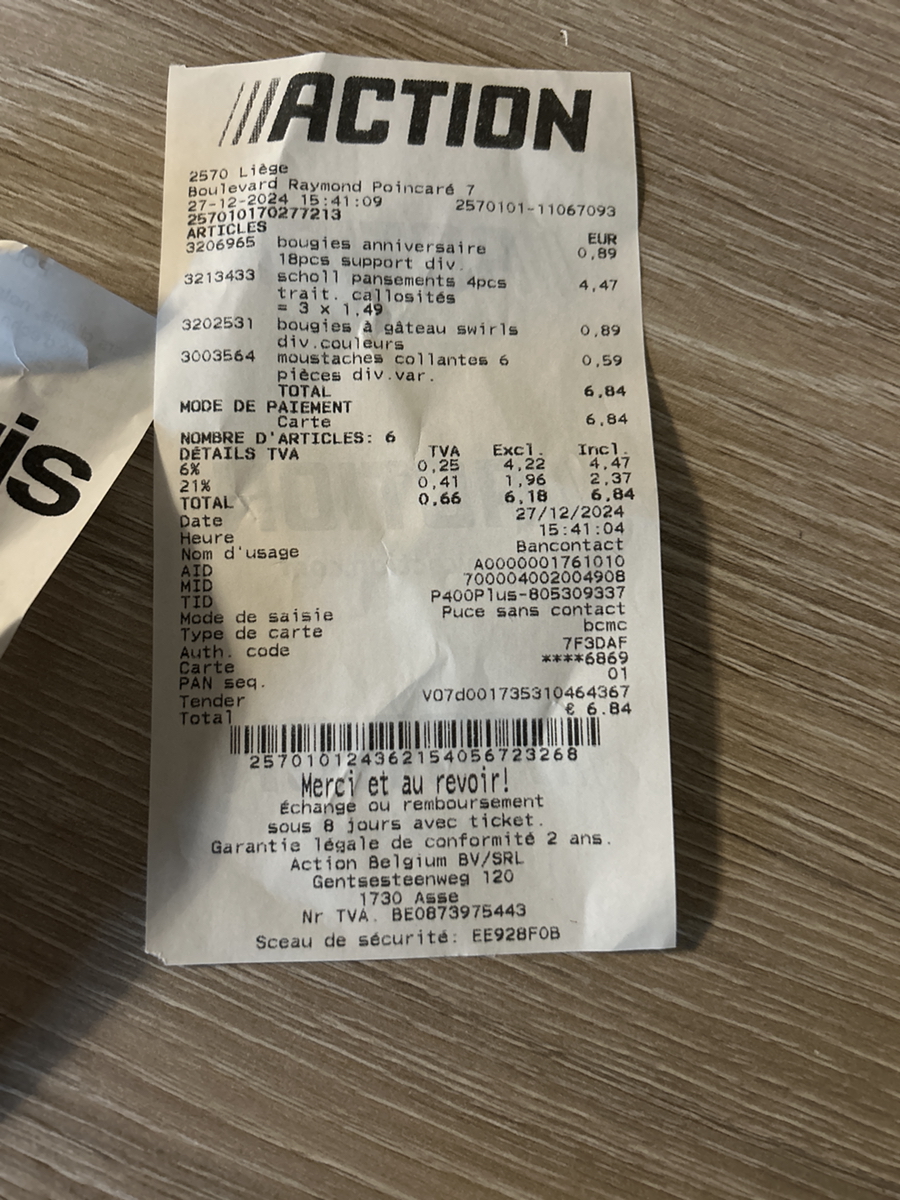 ACTION
2570 Liège
Boulevard Raymond Poincaré 7
27-12-2024 15:41:09 2570101-11067093
257010170277213
ARTICLES EUR
3206965 bougies anniversaire 0,89
18pcs support div.
3213433 scholl pansements 4pcs 4,47
trait. callosités
= 3 x 1,49
3202531 bougies à gâteau swirls 0,89
div.couleurs
3003564 moustaches collantes 6 0,59
pièces div.var.
TOTAL 6,84
MODE DE PAIEMENT
Carte 6,84
NOMBRE D'ARTICLES: 6
DÉTAILS TVA TVA Excl. Incl.
6% 0,25 4,22 4,47
21% 0,41 1,96 2,37
TOTAL 0,66 6,18 6,84
Date 27/12/2024
Heure 15:41:04
Nom d'usage Bancontact
AID A0000001761010
MID 700004002004908
TID P400Plus-805309337
Mode de saisie Puce sans contact
Type de carte bcmc
Auth. code 7F3DAF
Carte ****6869
PAN seq. 01
Tender V07d001735310464367
Total € 6.84
257010124362154056723268
Merci et au revoir!
Échange ou remboursement
sous 8 jours avec ticket.
Garantie légale de conformité 2 ans.
Action Belgium BV/SRL
Gentsesteenweg 120
1730 Asse
Nr TVA. BE0873975443
Sceau de sécurité: EE928F0B
is